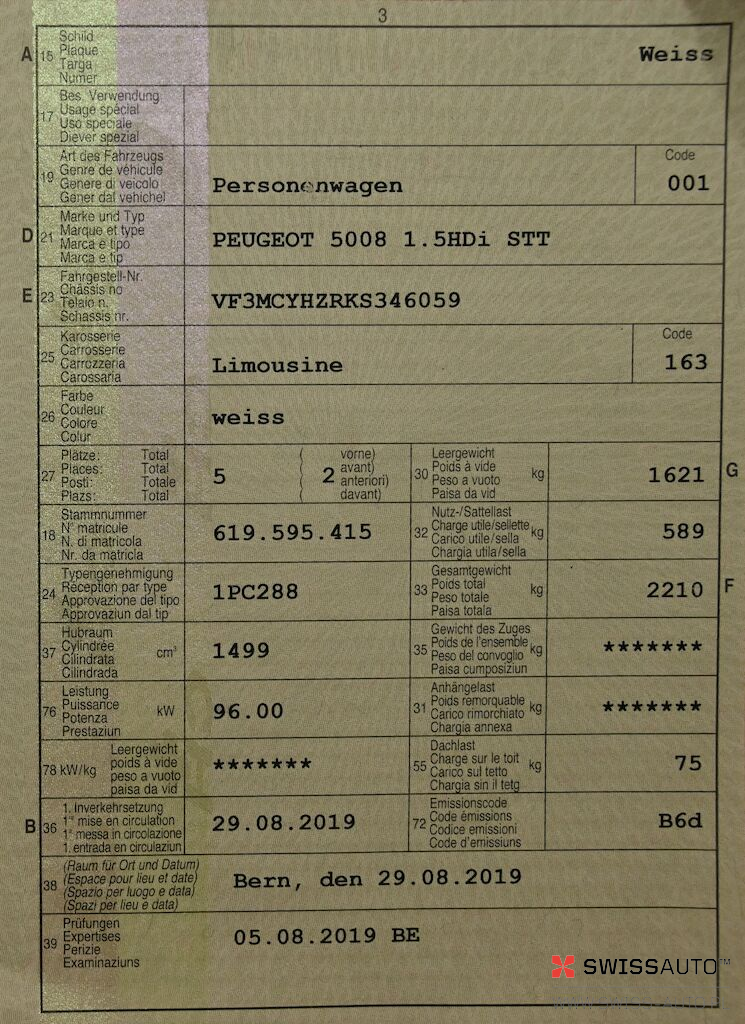 3
A 15 Schild
Plaque
Targa
Numer
Weiss
17 Bes. Verwendung
Usage spécial
Uso speciale
Diever spezial
19 Art des Fahrzeugs
Genre de véhicule
Genere di veicolo
Gener dal vehichel
Personenwagen
Code
001
D 21 Marke und Typ
Marque et type
Marca e tipo
Marca e tip
PEUGEOT 5008 1.5HDi STT
E 23 Fahrgestell-Nr.
Châssis no
Telaio n.
Schassis nr.
VF3MCYHZRKS346059
25 Karosserie
Carrosserie
Carrozzeria
Carossaria
Limousine
Code
163
26 Farbe
Couleur
Colore
Colur
weiss
27 Plätze: Total
Places: Total
Posti: Totale
Plazs: Total
5
( vorne)
( 2 avant)
( anteriori)
( davant)
30 Leergewicht
Poids à vide
Peso a vuoto
Paisa da vid
kg
1621 G
18 Stammnummer
N° matricule
N. di matricola
Nr. da matricla
619.595.415
32 Nutz-/Sattellast
Charge utile/sellette
Carico utile/sella
Chargia utila/sella
kg
589
24 Typengenehmigung
Réception par type
Approvazione del tipo
Approvaziun dal tip
1PC288
33 Gesamtgewicht
Poids total
Peso totale
Paisa totala
kg
2210 F
37 Hubraum
Cylindrée
Cilindrata
Cilindrada
cm³
1499
35 Gewicht des Zuges
Poids de l'ensemble
Peso del convoglio
Paisa cumposiziun
kg
*******
76 Leistung
Puissance
Potenza
Prestaziun
kW
96.00
31 Anhängelast
Poids remorquable
Carico rimorchiato
Chargia annexa
kg
*******
78 kW/kg
Leergewicht
poids à vide
peso a vuoto
paisa da vid
*******
55 Dachlast
Charge sur le toit
Carico sul tetto
Chargia sin il tetg
kg
75
B 36 1. Inverkehrsetzung
1re mise en circulation
1a messa in circolazione
1. entrada en circulaziun
29.08.2019
72 Emissionscode
Code émissions
Codice emissioni
Code d'emissiuns
B6d
38 (Raum für Ort und Datum)
(Espace pour lieu et date)
(Spazio per luogo e data)
(Spazi per lieu e data)
Bern, den 29.08.2019
39 Prüfungen
Expertises
Perizie
Examinaziuns
05.08.2019 BE
SWISSAUTO™